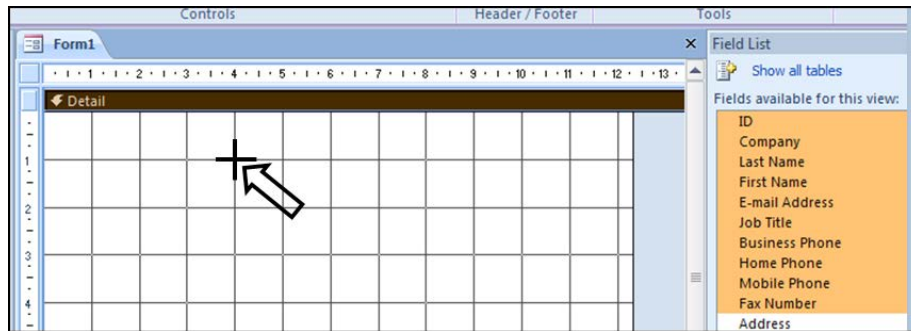 Controls Header / Footer Tools
Form1 Field List
1 2 3 4 5 6 7 8 9 10 11 12 13 Show all tables
Detail Fields available for this view:
ID
Company
1 Last Name
First Name
E-mail Address
2 Job Title
Business Phone
3 Home Phone
Mobile Phone
4 Fax Number
Address